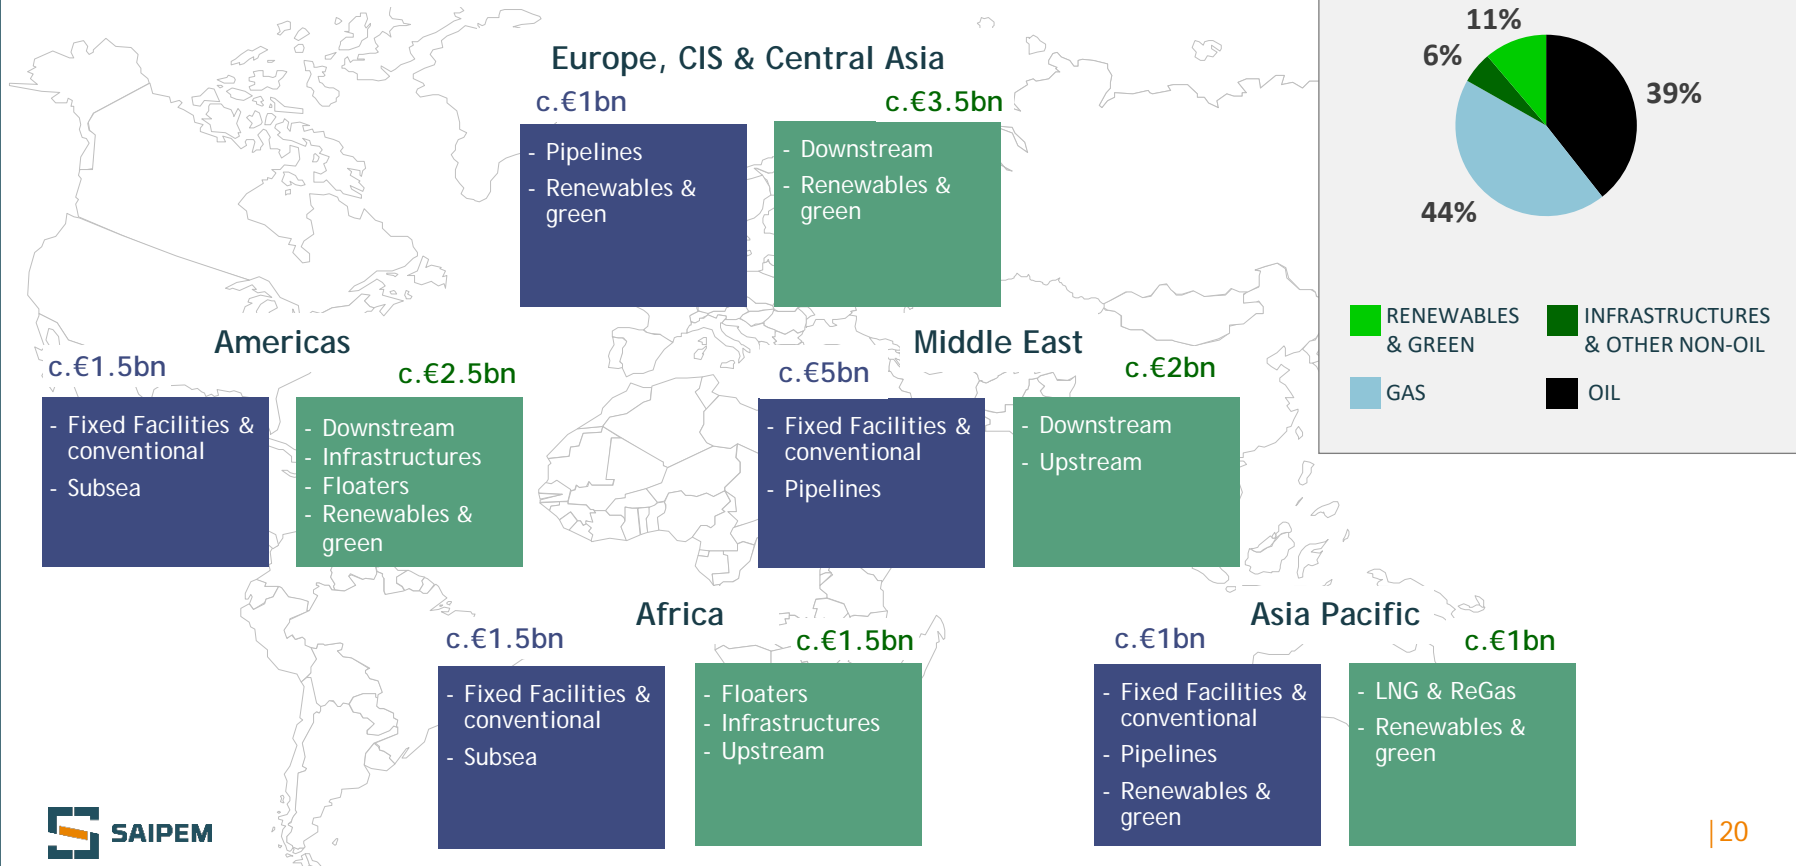 Europe, CIS & Central Asia
c.€1bn
c.€3.5bn
- Pipelines
- Renewables &
green
- Downstream
- Renewables &
green
11%
6%
39%
44%
RENEWABLES
& GREEN
INFRASTRUCTURES
& OTHER NON-OIL
GAS
OIL
Americas
c.€1.5bn
c.€2.5bn
- Fixed Facilities &
conventional
- Subsea
- Downstream
- Infrastructures
- Floaters
- Renewables &
green
Middle East
c.€5bn
c.€2bn
- Fixed Facilities &
conventional
- Pipelines
- Downstream
- Upstream
Africa
c.€1.5bn
c.€1.5bn
- Fixed Facilities &
conventional
- Subsea
- Floaters
- Infrastructures
- Upstream
Asia Pacific
c.€1bn
c.€1bn
- Fixed Facilities &
conventional
- Pipelines
- Renewables &
green
- LNG & ReGas
- Renewables &
green
SAIPEM
|20